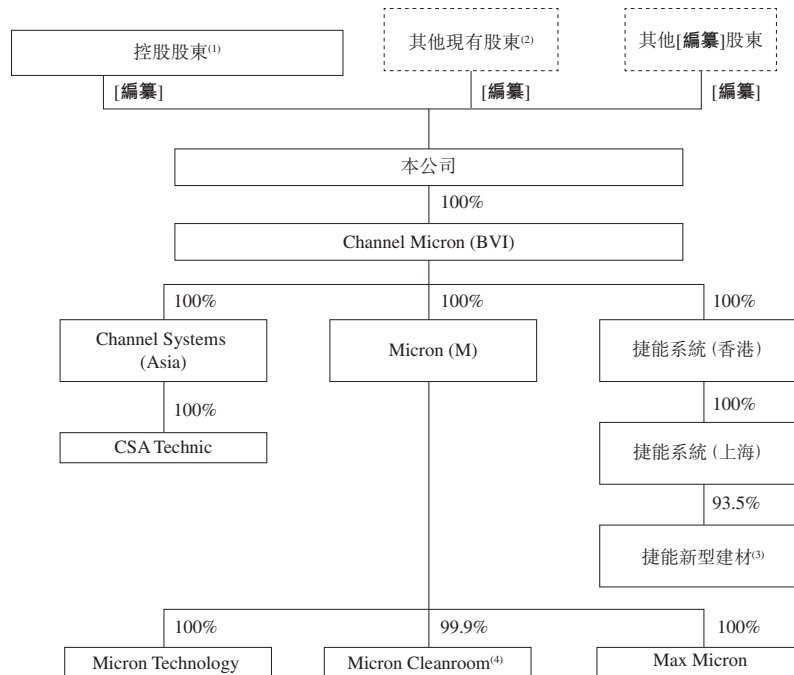 控股股東(1)
其他現有股東(2)
其他[編纂]股東
[編纂]
[編纂]
[編纂]
本公司
100%
Channel Micron (BVI)
100%
100%
100%
Channel Systems
(Asia)
Micron (M)
捷能系統 (香港)
100%
100%
CSA Technic
捷能系統 (上海)
93.5%
捷能新型建材(3)
100%
99.9%
100%
Micron Technology
Micron Cleanroom(4)
Max Micron